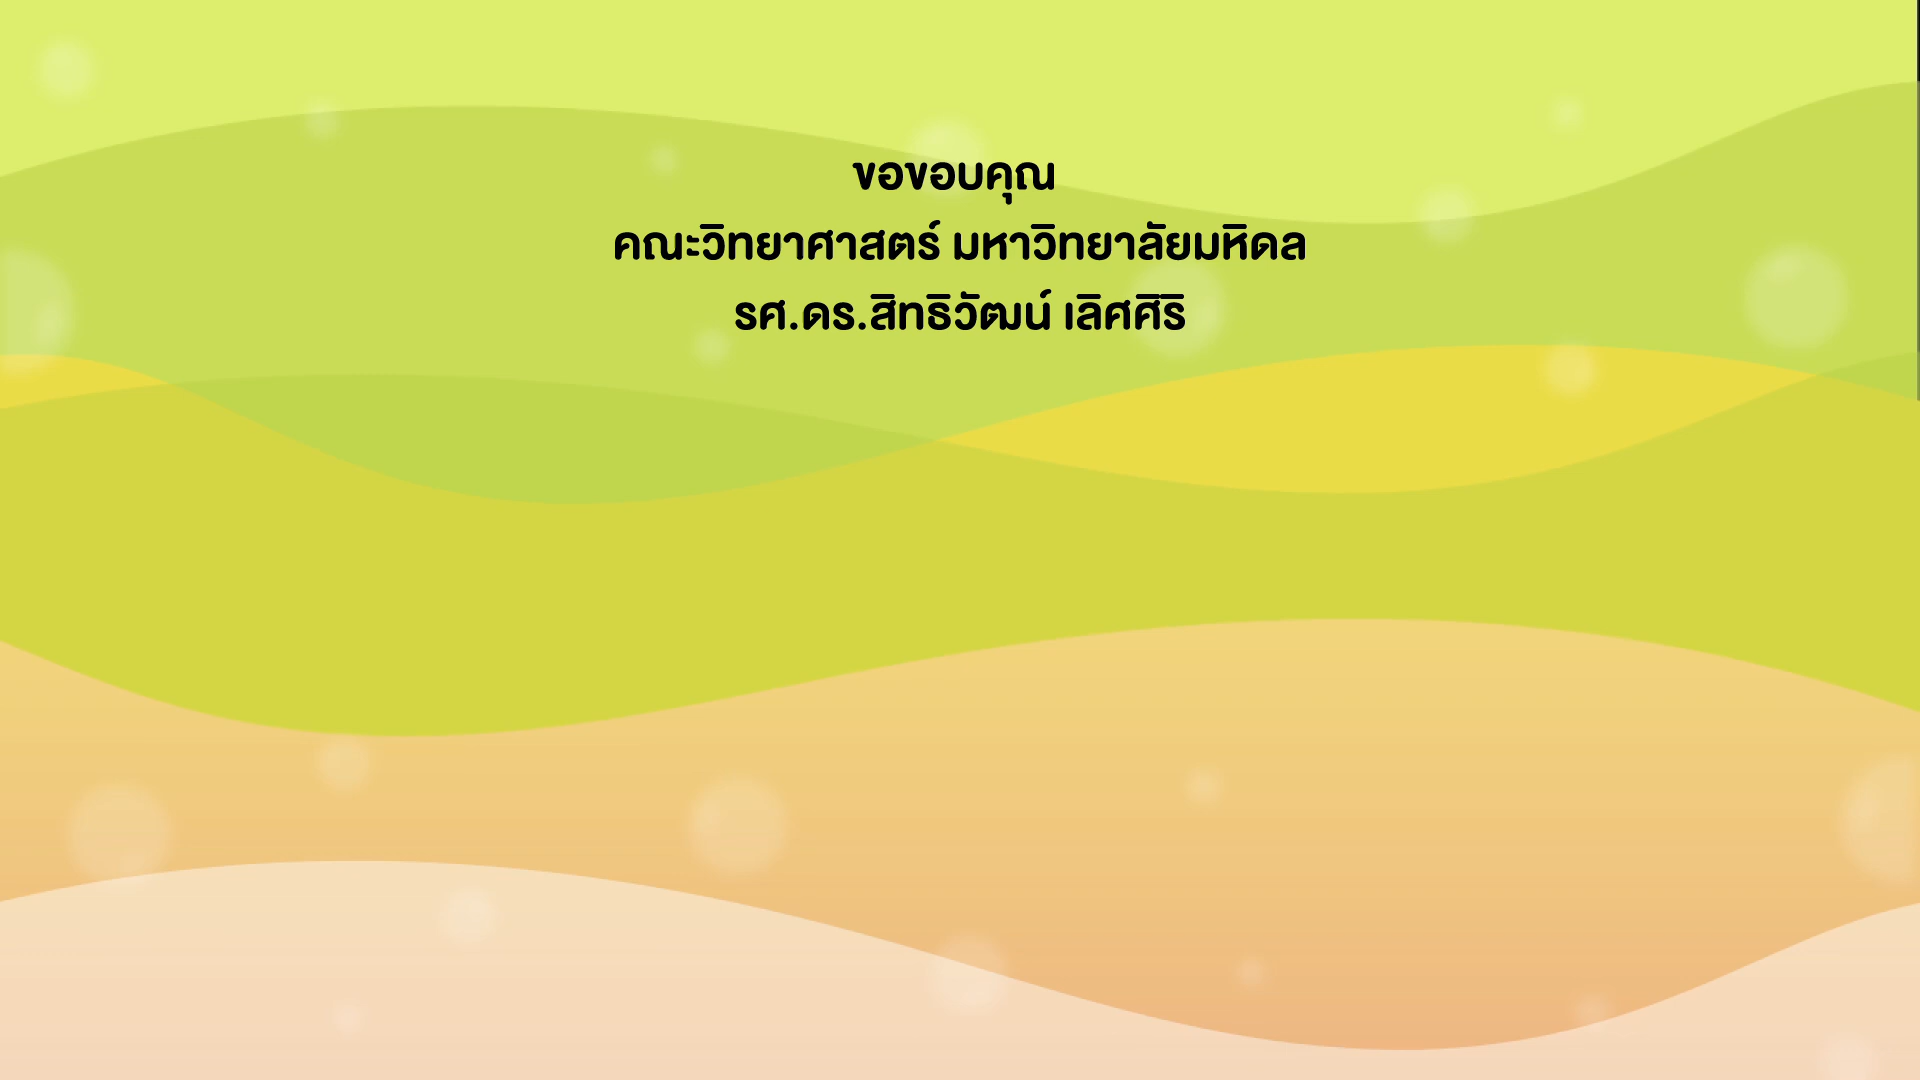 ขอขอบคุณ
คณะวิทยาศาสตร์ มหาวิทยาลัยมหิดล
รศ.ดร.สิทธิวัฒน์ เลิศศิริ